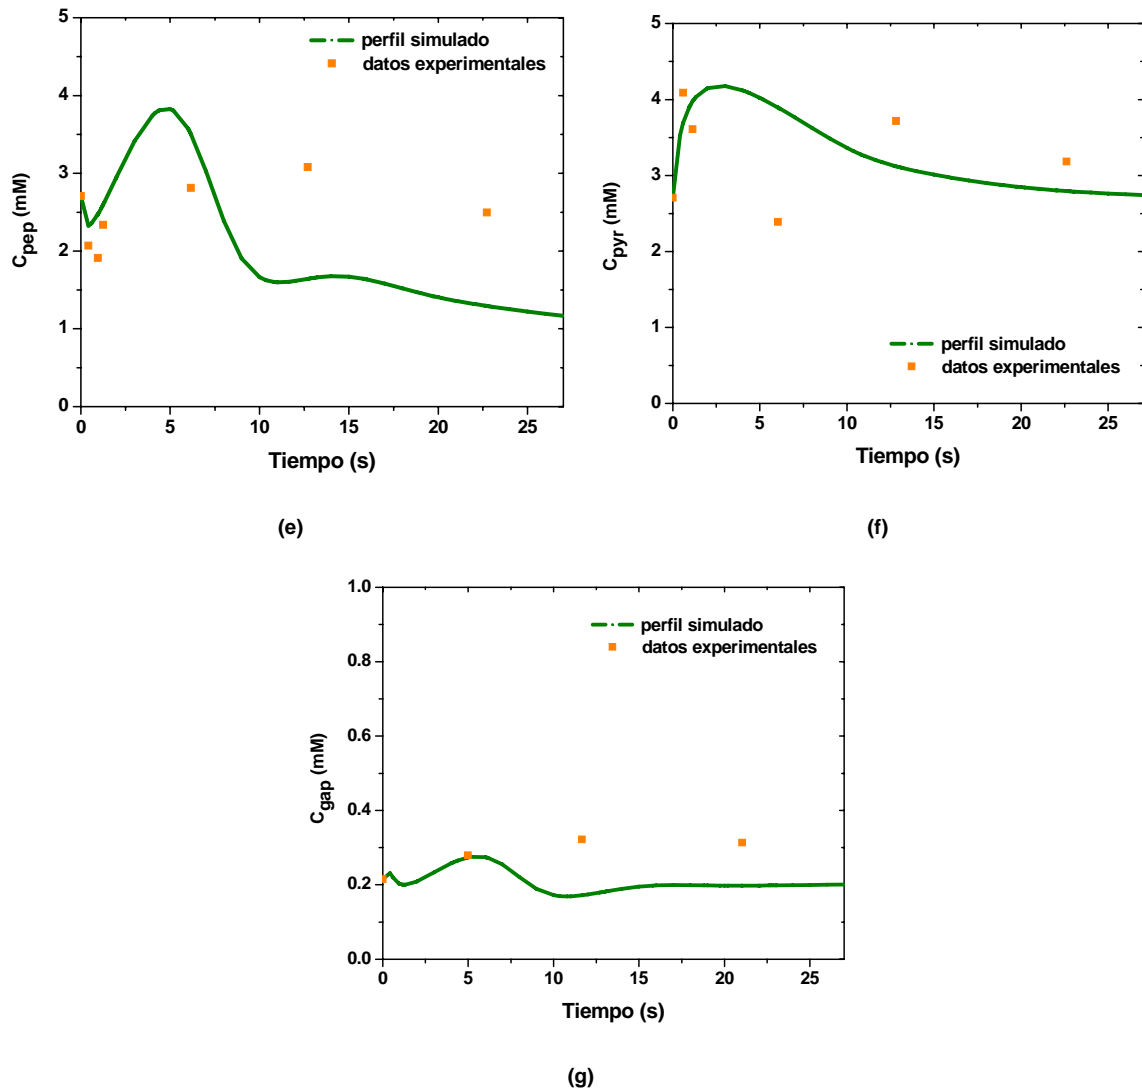 5
4
3
2
1
0
C_pep (mM)
0 5 10 15 20 25
Tiempo (s)
perfil simulado
datos experimentales
(e)
5
4
3
2
1
0
C_pyr (mM)
0 5 10 15 20 25
Tiempo (s)
perfil simulado
datos experimentales
(f)
1.0
0.8
0.6
0.4
0.2
0.0
C_gap (mM)
0 5 10 15 20 25
Tiempo (s)
perfil simulado
datos experimentales
(g)